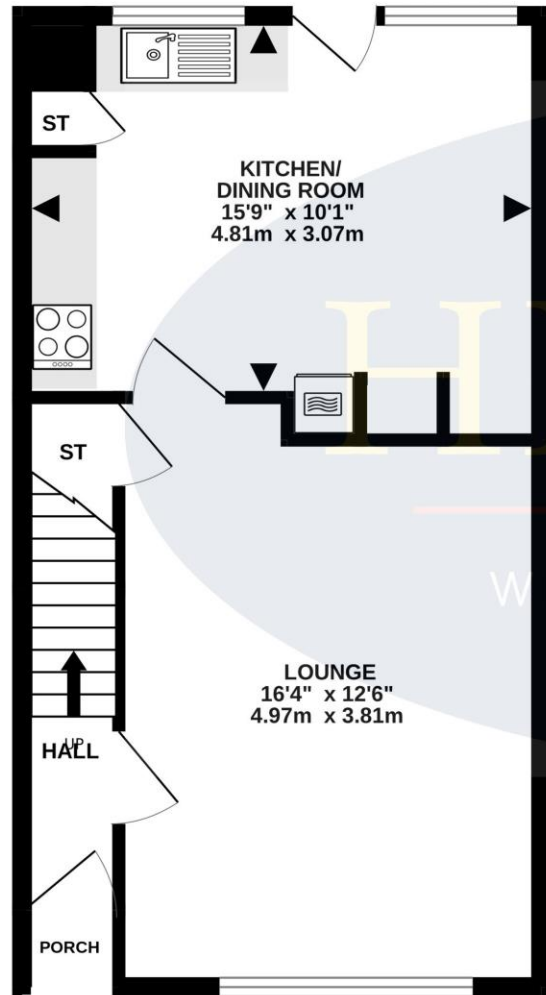 ST
KITCHEN/
DINING ROOM
15'9" x 10'1"
4.81m x 3.07m
ST
LOUNGE
16'4" x 12'6"
4.97m x 3.81m
UP
HALL
PORCH
W